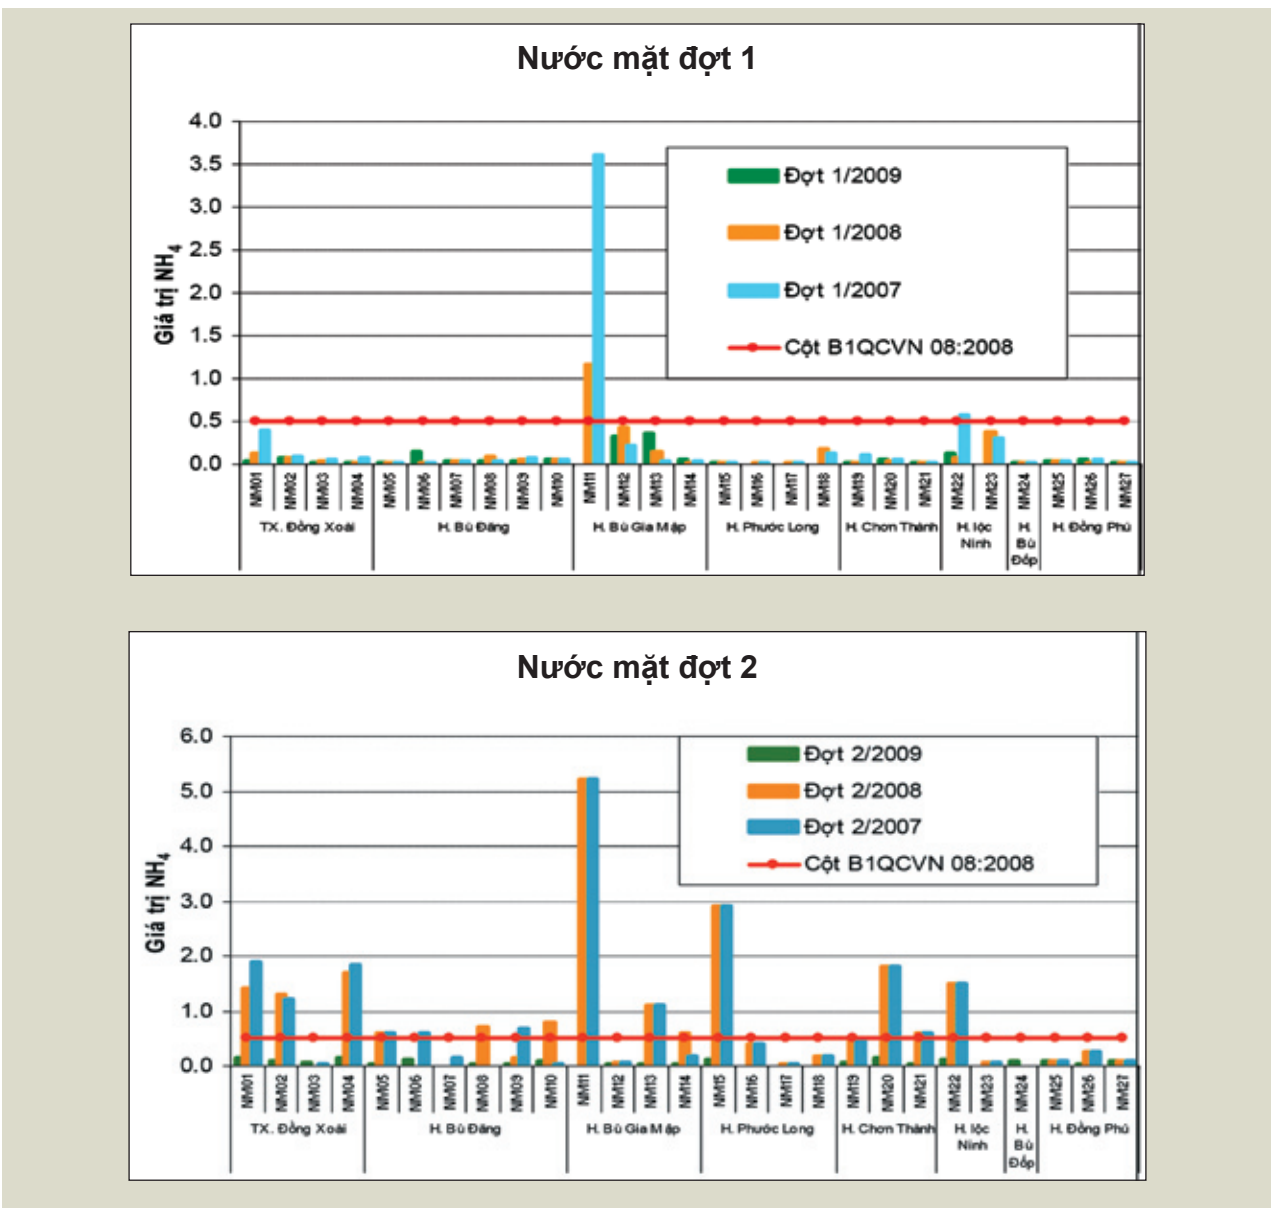 Nước mặt đợt 1
Giá trị NH4
4.0
3.5
3.0
2.5
2.0
1.5
1.0
0.5
0.0
Đợt 1/2009
Đợt 1/2008
Đợt 1/2007
Cột B1QCVN 08:2008
NM01 NM02 NM03 NM04 NM05 NM06 NM07 NM08 NM09 NM10 NM11 NM12 NM13 NM14 NM15 NM16 NM17 NM18 NM19 NM20 NM21 NM22 NM23 NM24 NM25 NM26 NM27
TX. Đồng Xoài H. Bù Đăng H. Bù Gia Mập H. Phước Long H. Chơn Thành H. lộc Ninh H. Bù Đốp H. Đồng Phú
Nước mặt đợt 2
Giá trị NH4
6.0
5.0
4.0
3.0
2.0
1.0
0.0
Đợt 2/2009
Đợt 2/2008
Đợt 2/2007
Cột B1QCVN 08:2008
NM01 NM02 NM03 NM04 NM05 NM06 NM07 NM08 NM09 NM10 NM11 NM12 NM13 NM14 NM15 NM16 NM17 NM18 NM19 NM20 NM21 NM22 NM23 NM24 NM25 NM26 NM27
TX. Đồng Xoài H. Bù Đăng H. Bù Gia Mập H. Phước Long H. Chơn Thành H. lộc Ninh H. Bù Đốp H. Đồng Phú